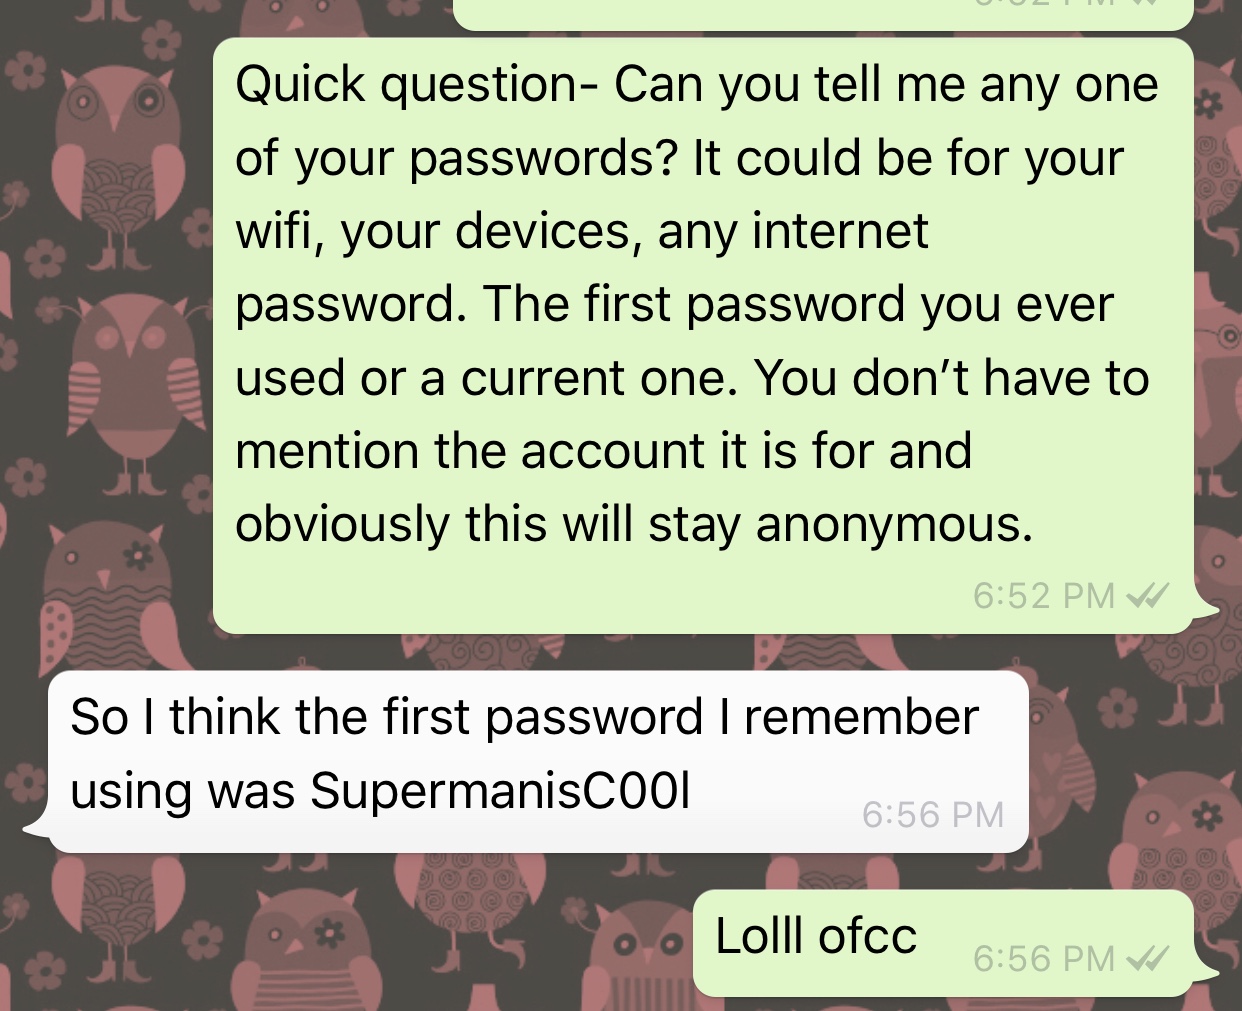 Quick question- Can you tell me any one
of your passwords? It could be for your
wifi, your devices, any internet
password. The first password you ever
used or a current one. You don’t have to
mention the account it is for and
obviously this will stay anonymous.
6:52 PM
So I think the first password I remember
using was SupermanisC00l
6:56 PM
Lolll ofcc
6:56 PM